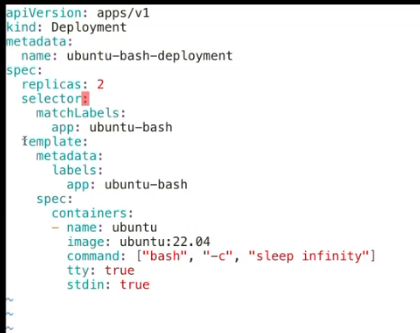 apiVersion: apps/v1
kind: Deployment
metadata:
  name: ubuntu-bash-deployment
spec:
  replicas: 2
  selector:
    matchLabels:
      app: ubuntu-bash
  template:
    metadata:
      labels:
        app: ubuntu-bash
    spec:
      containers:
      - name: ubuntu
        image: ubuntu:22.04
        command: ["bash", "-c", "sleep infinity"]
        tty: true
        stdin: true
~
~
~